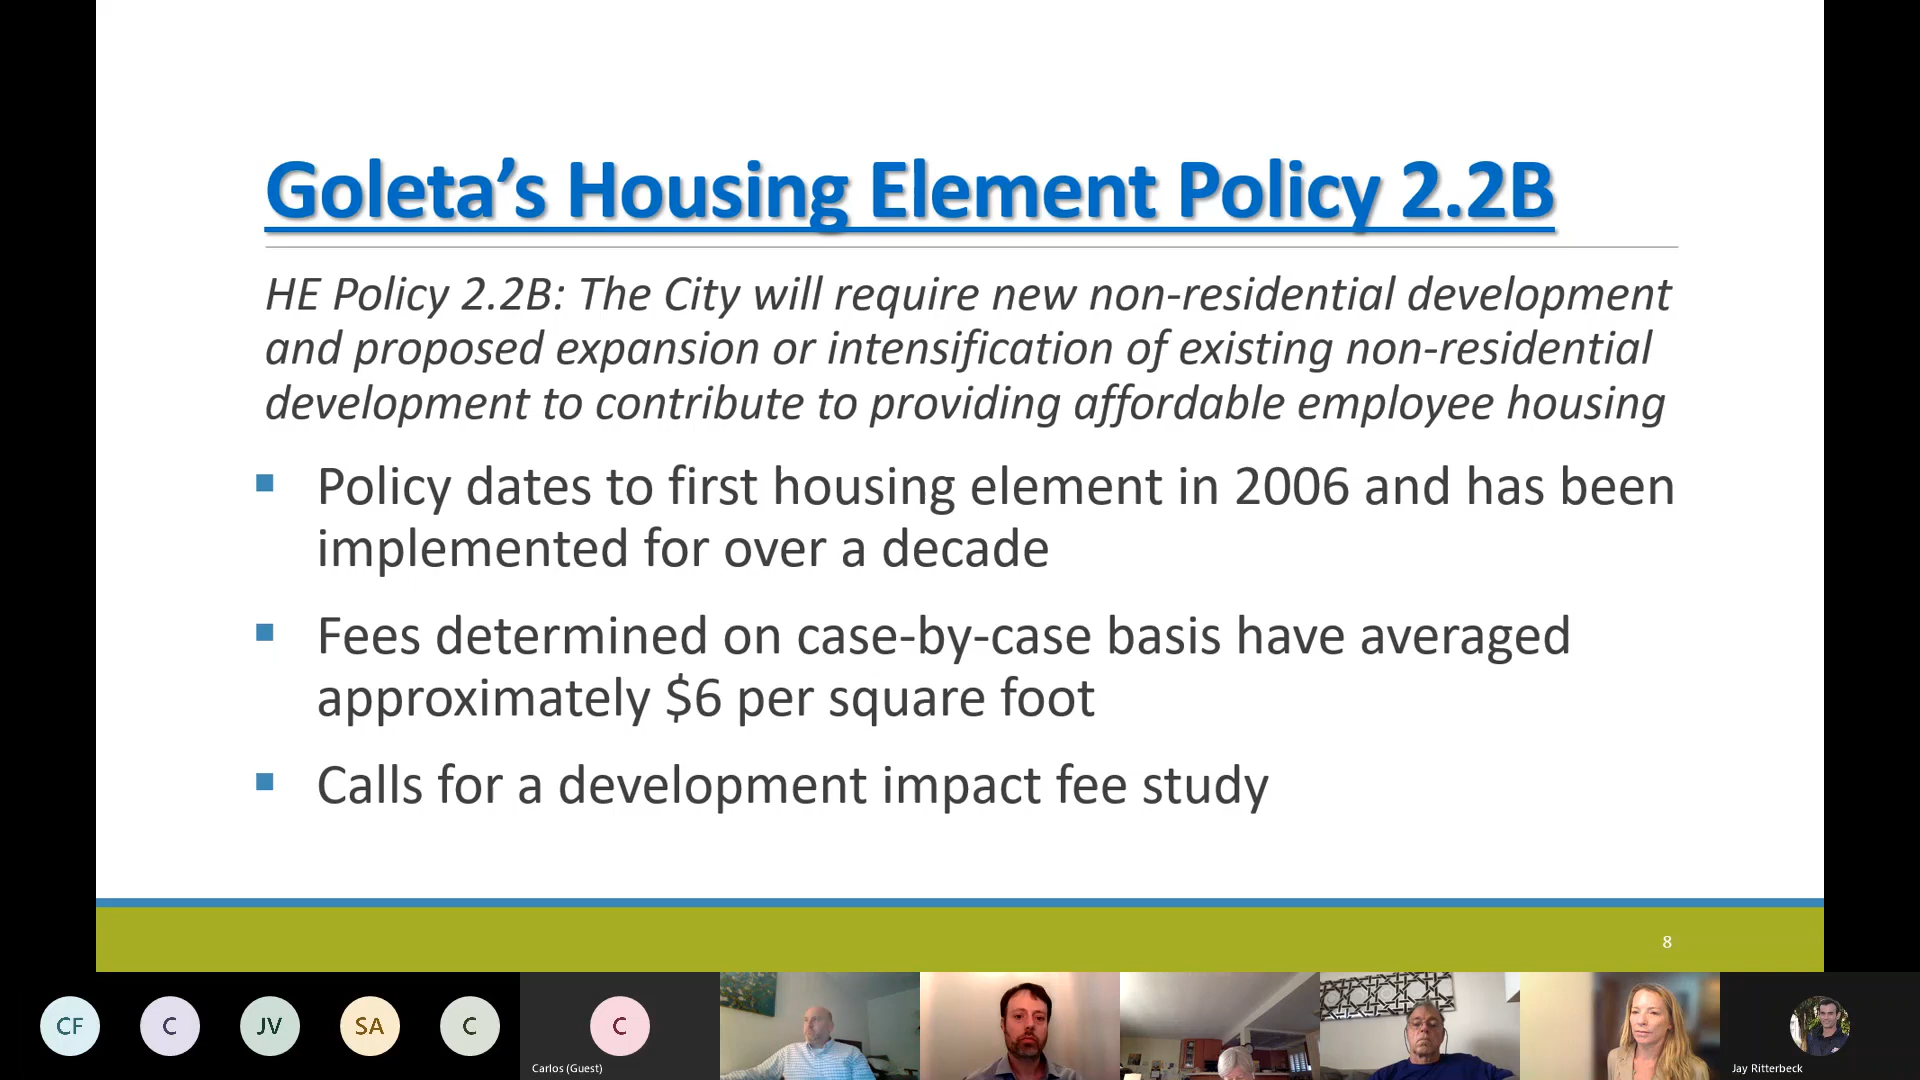 Goleta’s Housing Element Policy 2.2B
HE Policy 2.2B: The City will require new non-residential development
and proposed expansion or intensification of existing non-residential
development to contribute to providing affordable employee housing
Policy dates to first housing element in 2006 and has been
implemented for over a decade
Fees determined on case-by-case basis have averaged
approximately $6 per square foot
Calls for a development impact fee study
8
CF
C
JV
SA
C
C
Carlos (Guest)
Jay Ritterbeck